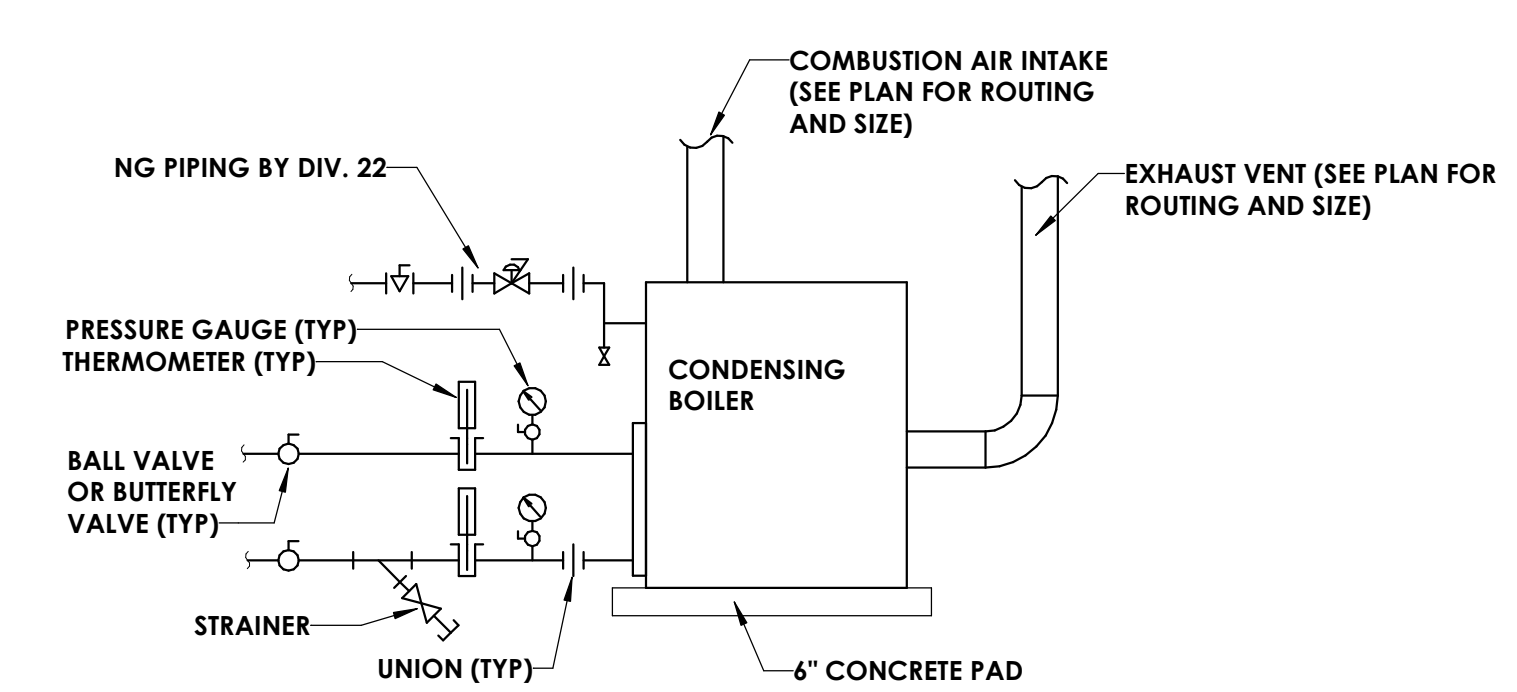 COMBUSTION AIR INTAKE
(SEE PLAN FOR ROUTING
AND SIZE)
NG PIPING BY DIV. 22
EXHAUST VENT (SEE PLAN FOR
ROUTING AND SIZE)
PRESSURE GAUGE (TYP)
THERMOMETER (TYP)
CONDENSING
BOILER
BALL VALVE
OR BUTTERFLY
VALVE (TYP)
STRAINER
UNION (TYP)
6" CONCRETE PAD